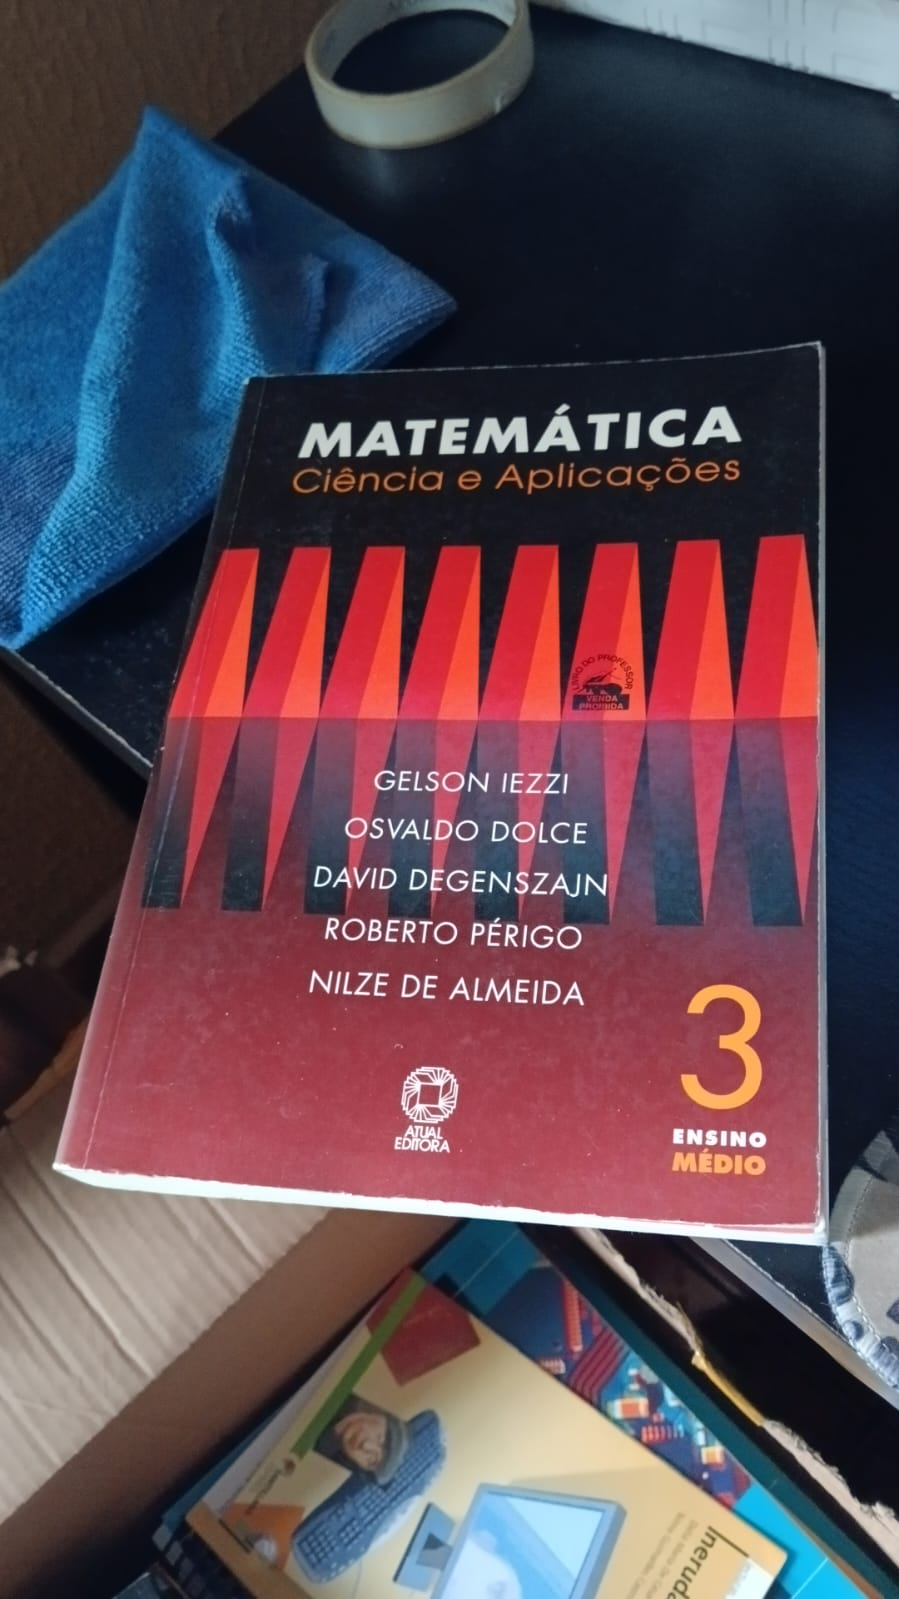 MATEMÁTICA
Ciência e Aplicações
LIVRO DO PROFESSOR
VENDA
PROIBIDA
GELSON IEZZI
OSVALDO DOLCE
DAVID DEGENSZAJN
ROBERTO PÉRIGO
NILZE DE ALMEIDA
3
ENSINO
MÉDIO
ATUAL
EDITORA